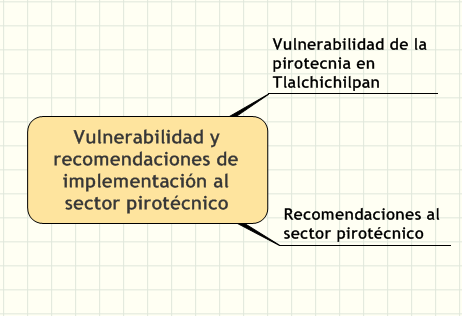 Vulnerabilidad de la
pirotecnia en
Tlalchichilpan
Vulnerabilidad y
recomendaciones de
implementación al
sector pirotécnico
Recomendaciones al
sector pirotécnico